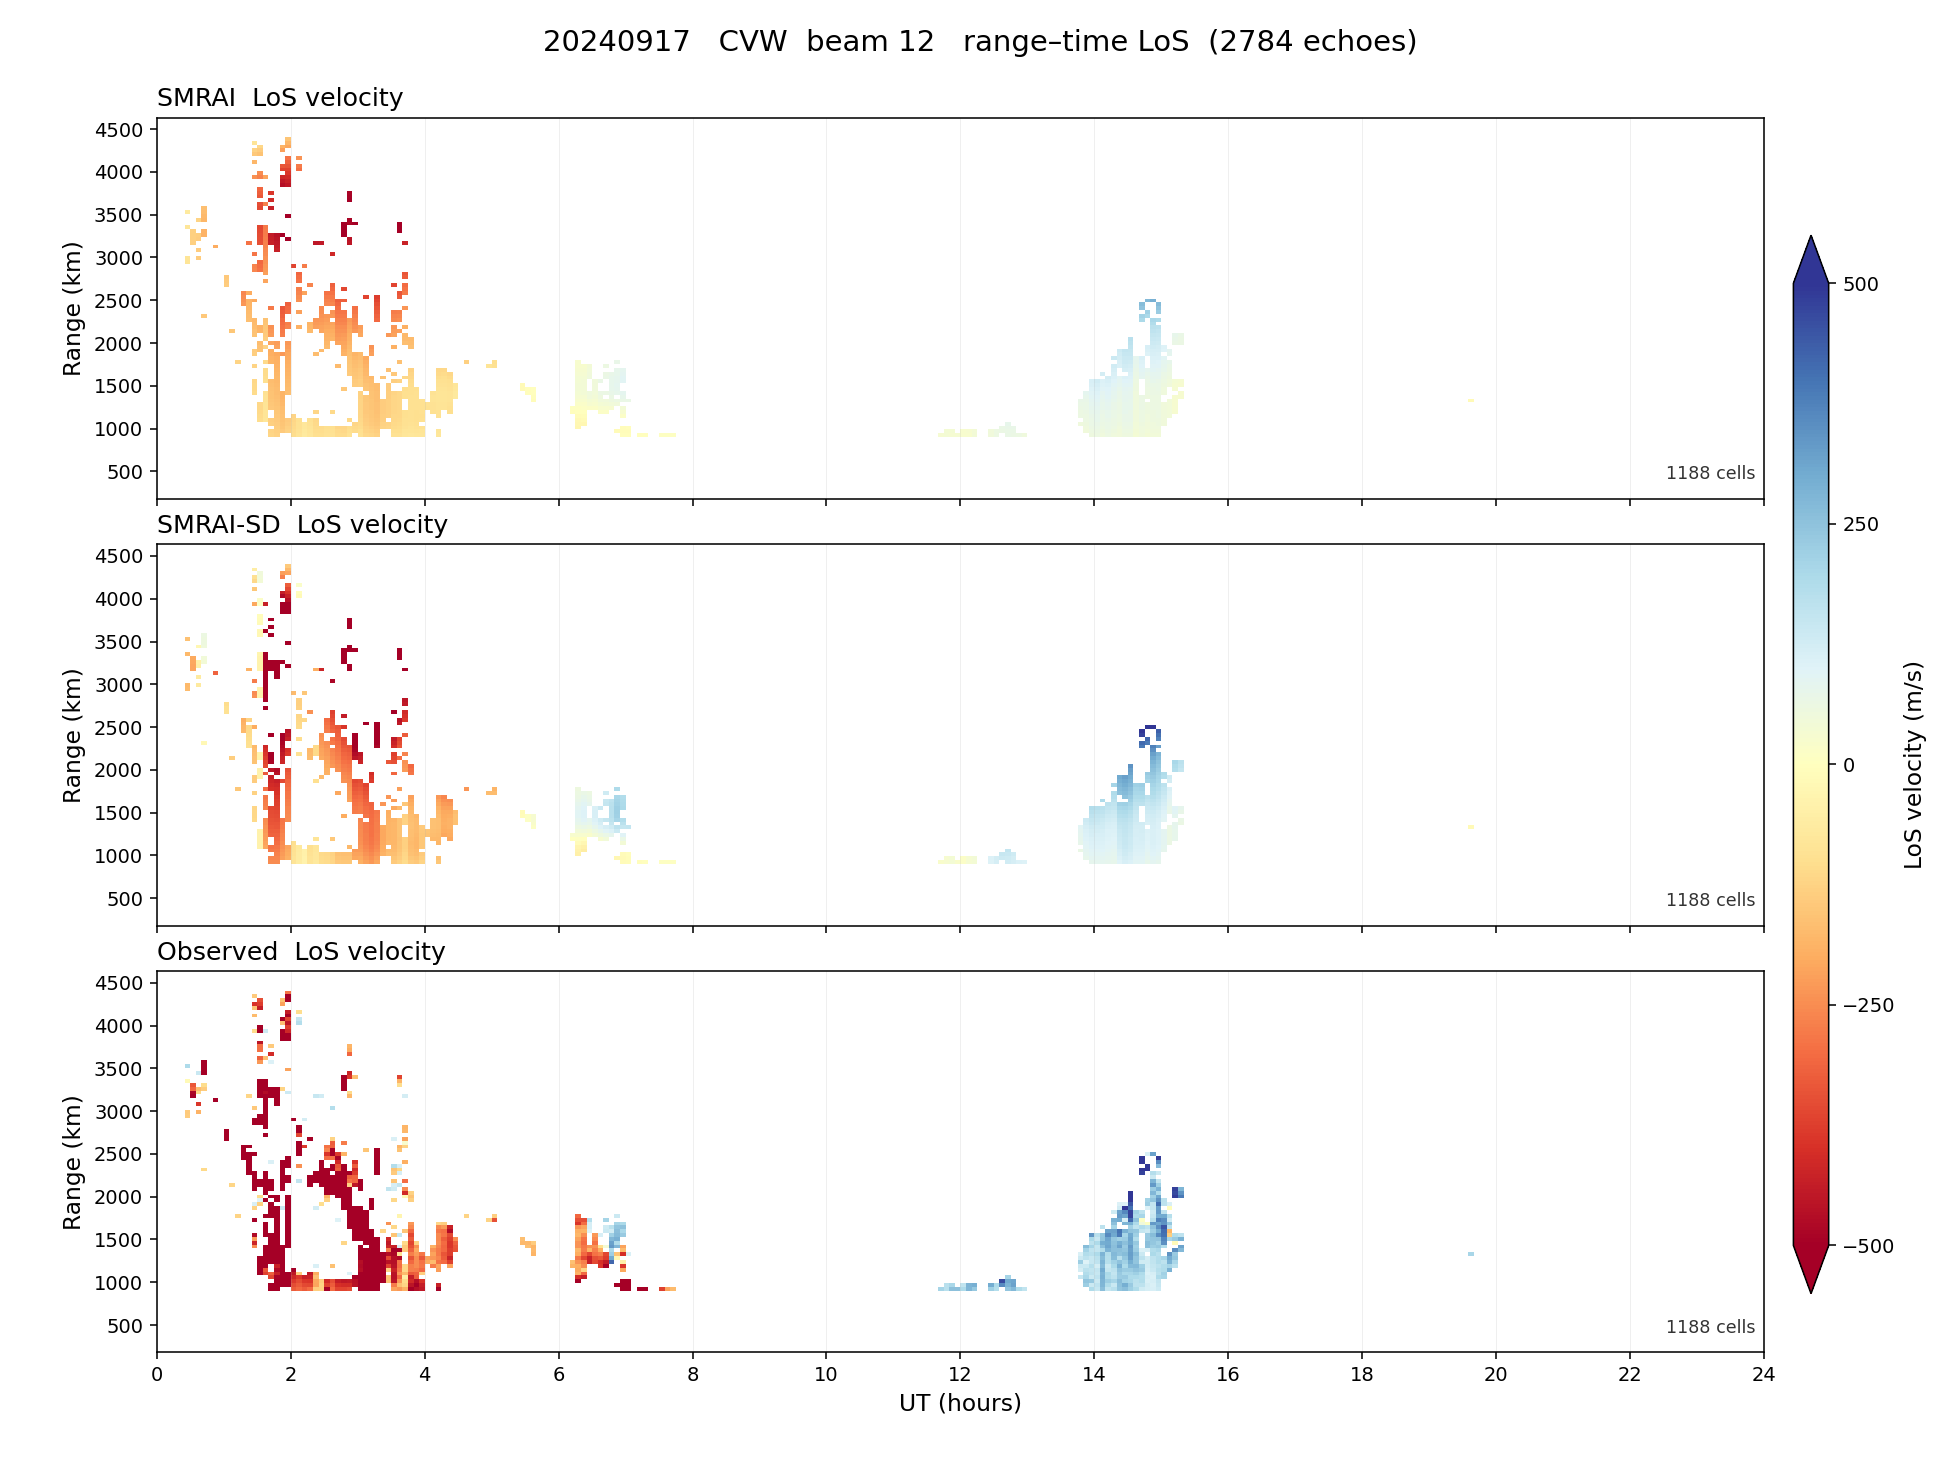 20240917   CVW  beam 12   range–time LoS  (2784 echoes)
SMRAI  LoS velocity
4500
4000
3500
3000
2500
2000
1500
1000
500
Range (km)
1188 cells
SMRAI-SD  LoS velocity
4500
4000
3500
3000
2500
2000
1500
1000
500
Range (km)
1188 cells
Observed  LoS velocity
4500
4000
3500
3000
2500
2000
1500
1000
500
Range (km)
1188 cells
0 2 4 6 8 10 12 14 16 18 20 22 24
UT (hours)
500
250
0
−250
−500
LoS velocity (m/s)